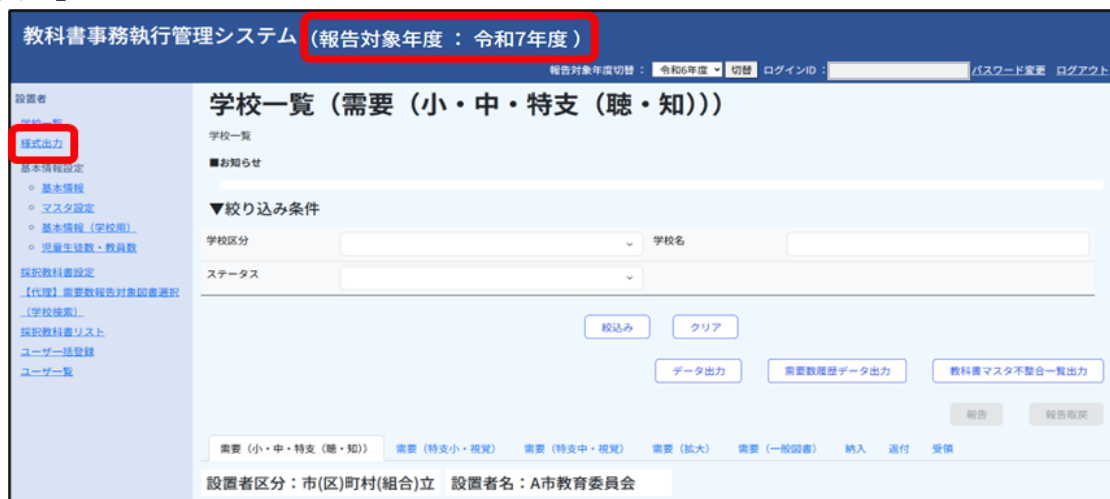 教科書事務執行管理システム (報告対象年度 : 令和7年度)
報告対象年度切替 : 令和6年度 切替 ログインID : パスワード変更 ログアウト
設置者
学校一覧
様式出力
基本情報設定
基本情報
マスタ設定
基本情報(学校用)
児童生徒数・教員数
採択教科書設定
【代理】需要数報告対象図書選択
(学校検索)
採択教科書リスト
ユーザー括登録
ユーザー覧
学校一覧(需要(小・中・特支(聴・知)))
学校一覧
■お知らせ
▼絞り込み条件
学校区分 学校名
ステータス
絞込み クリア
データ出力 需要数履歴データ出力 教科書マスタ不整合一覧出力
報告 報告取戻
需要(小・中・特支(聴・知)) 需要(特支小・視覚) 需要(特支中・視覚) 需要(拡大) 需要(一般図書) 納入 返付 受領
設置者区分:市(区)町村(組合)立 設置者名:A市教育委員会